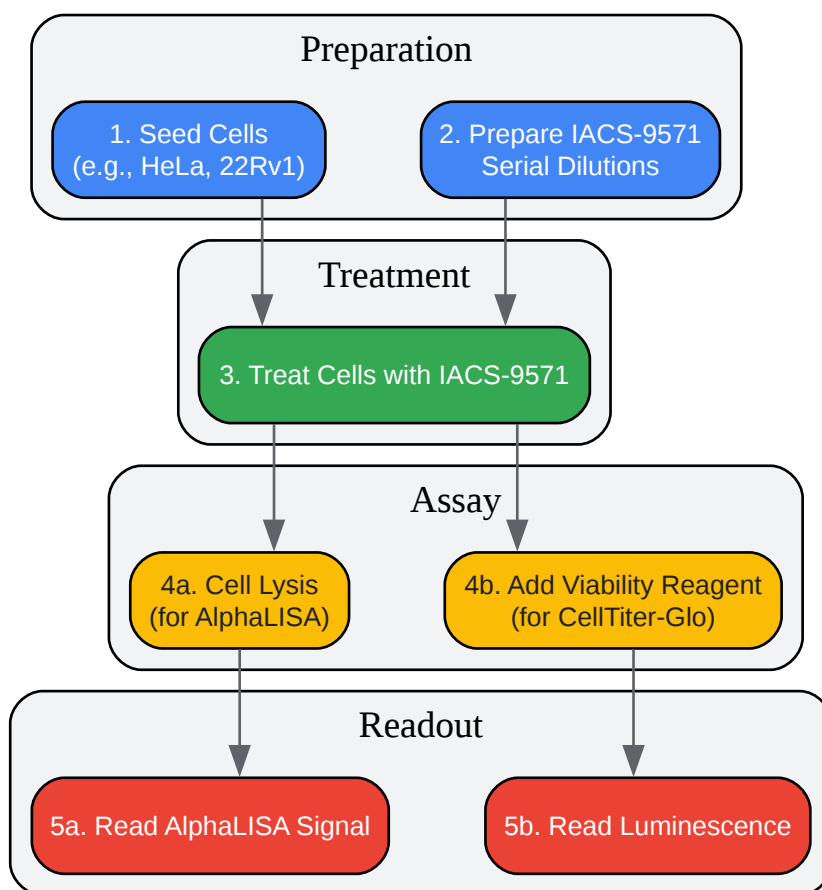 Preparation
1. Seed Cells
(e.g., HeLa, 22Rv1)
2. Prepare IACS-9571
Serial Dilutions
Treatment
3. Treat Cells with IACS-9571
Assay
4a. Cell Lysis
(for AlphaLISA)
4b. Add Viability Reagent
(for CellTiter-Glo)
Readout
5a. Read AlphaLISA Signal
5b. Read Luminescence